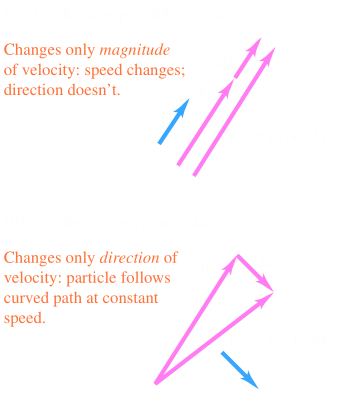 Changes only magnitude
of velocity: speed changes;
direction doesn't.
Changes only direction of
velocity: particle follows
curved path at constant
speed.